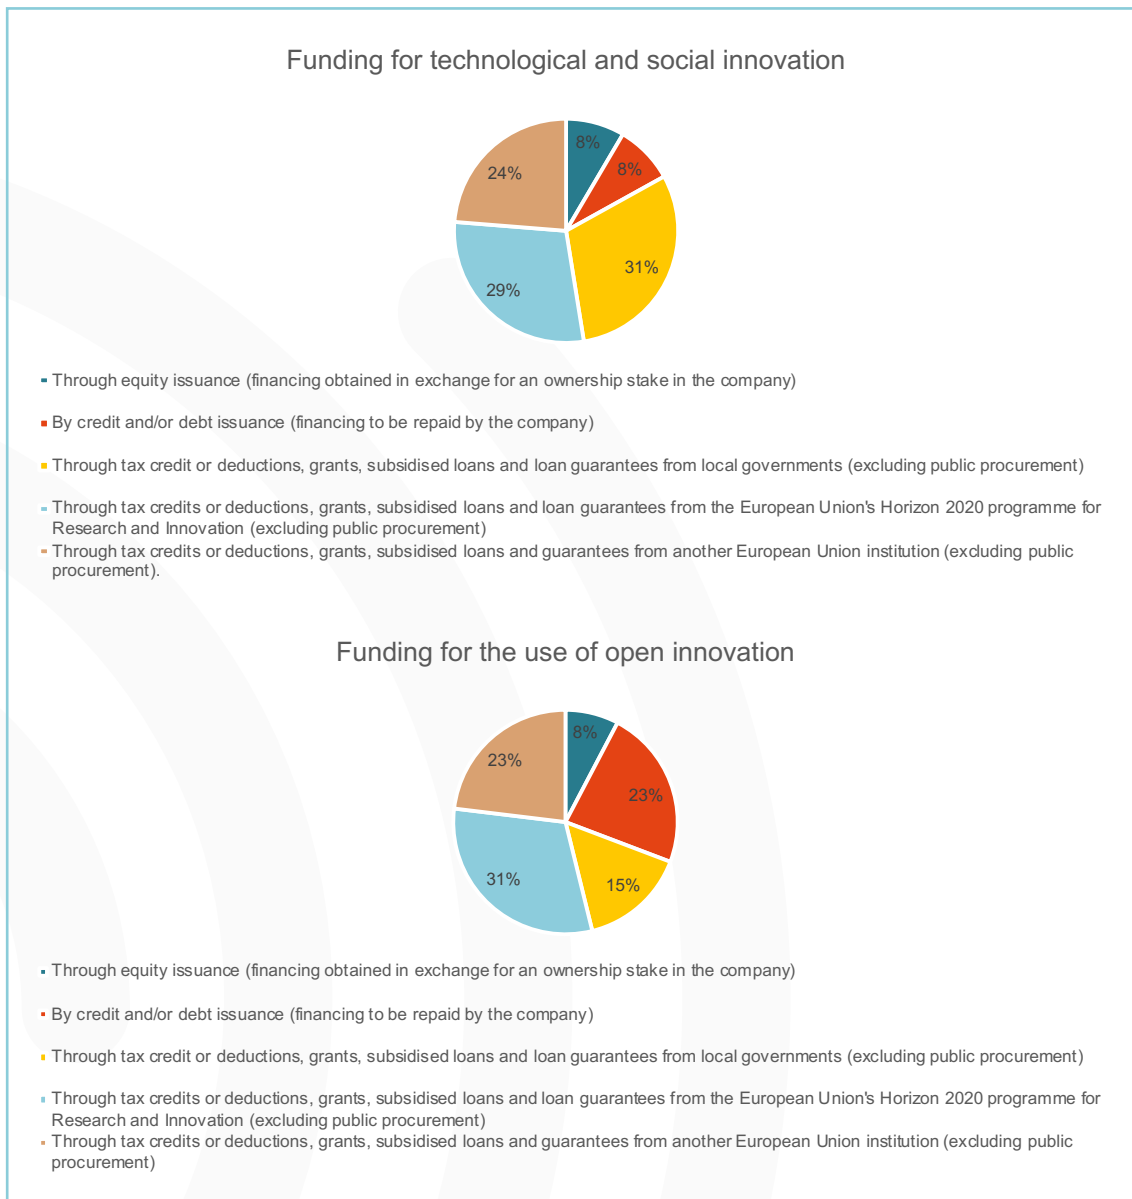 Funding for technological and social innovation
8%
8%
24%
31%
29%
Through equity issuance (financing obtained in exchange for an ownership stake in the company)
By credit and/or debt issuance (financing to be repaid by the company)
Through tax credit or deductions, grants, subsidised loans and loan guarantees from local governments (excluding public procurement)
Through tax credits or deductions, grants, subsidised loans and loan guarantees from the European Union's Horizon 2020 programme for
Research and Innovation (excluding public procurement)
Through tax credits or deductions, grants, subsidised loans and guarantees from another European Union institution (excluding public
procurement).
Funding for the use of open innovation
8%
23%
23%
31%
15%
Through equity issuance (financing obtained in exchange for an ownership stake in the company)
By credit and/or debt issuance (financing to be repaid by the company)
Through tax credit or deductions, grants, subsidised loans and loan guarantees from local governments (excluding public procurement)
Through tax credits or deductions, grants, subsidised loans and loan guarantees from the European Union's Horizon 2020 programme for
Research and Innovation (excluding public procurement)
Through tax credits or deductions, grants, subsidised loans and guarantees from another European Union institution (excluding public
procurement)